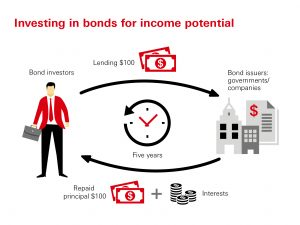 Investing in bonds for income potential
Lending $100
$
Bond investors
Bond issuers:
governments/
companies
$
Five years
Repaid
principal $100
$
+
Interests